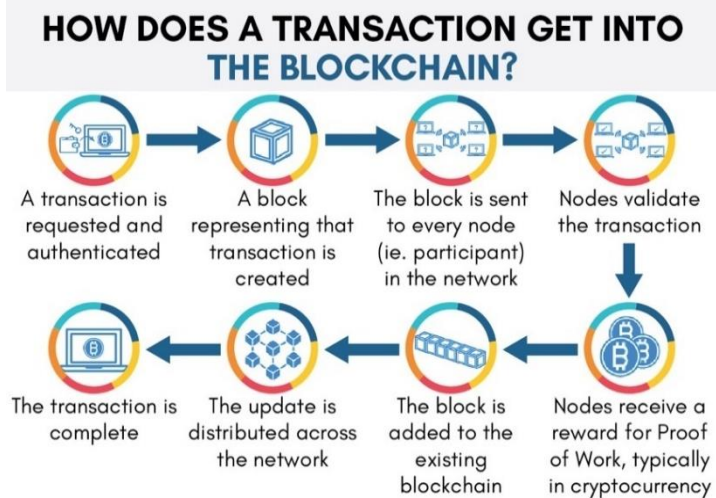 HOW DOES A TRANSACTION GET INTO
THE BLOCKCHAIN?
A transaction is
requested and
authenticated
A block
representing that
transaction is
created
The block is sent
to every node
(ie. participant)
in the network
Nodes validate
the transaction
Nodes receive a
reward for Proof
of Work, typically
in cryptocurrency
The block is
added to the
existing
blockchain
The update is
distributed across
the network
The transaction is
complete